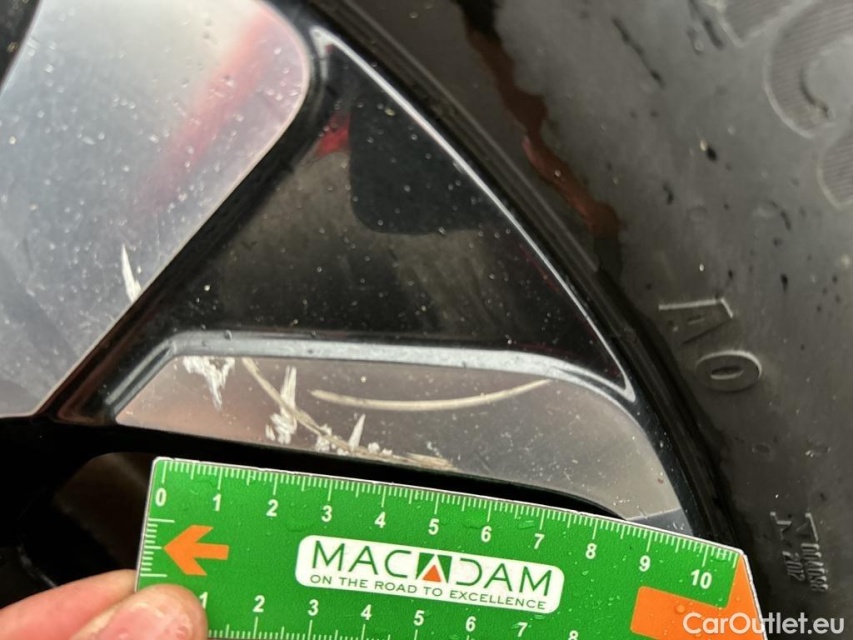 0 1 2 3 4 5 6 7 8 9 10
MACADAM
ON THE ROAD TO EXCELLENCE
1 2 3 4 5 6 7 8
CarOutlet.eu